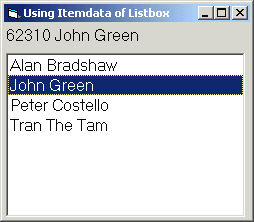 Using Itemdata of Listbox
62310 John Green
Alan Bradshaw
John Green
Peter Costello
Tran The Tam